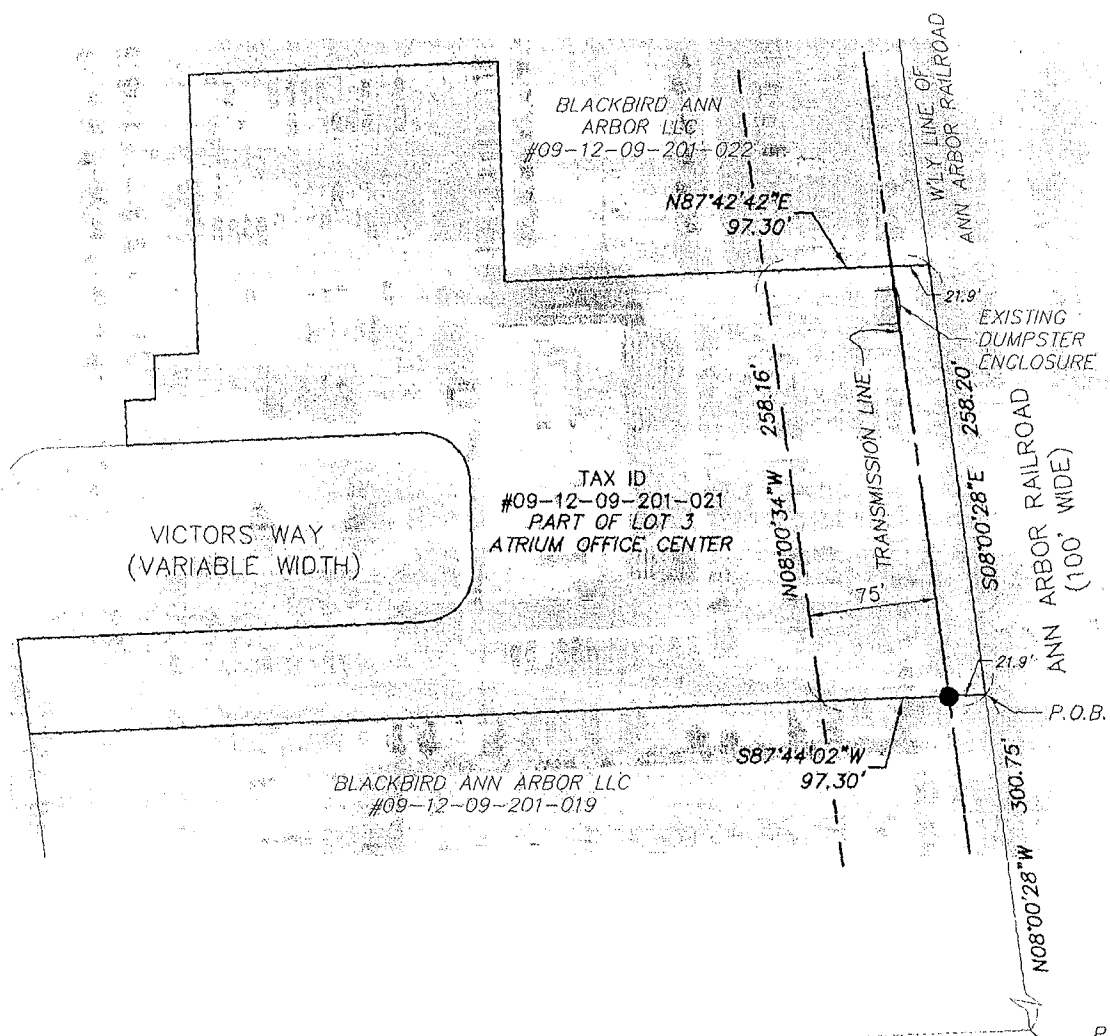 BLACKBIRD ANN
ARBOR LLC
#09-12-09-201-022
W'LY LINE OF
ANN ARBOR RAILROAD
N87°42'42"E
97.30'
21.9'
EXISTING
DUMPSTER
ENCLOSURE
258.16'
N08°00'34"W
TRANSMISSION LINE
258.20'
S08°00'28"E
ANN ARBOR RAILROAD
(100' WIDE)
TAX ID
#09-12-09-201-021
PART OF LOT 3
ATRIUM OFFICE CENTER
VICTORS WAY
(VARIABLE WIDTH)
75'
21.9'
P.O.B.
S87°44'02"W
97.30'
BLACKBIRD ANN ARBOR LLC
#09-12-09-201-019
N08°00'28"W 300.75'
P